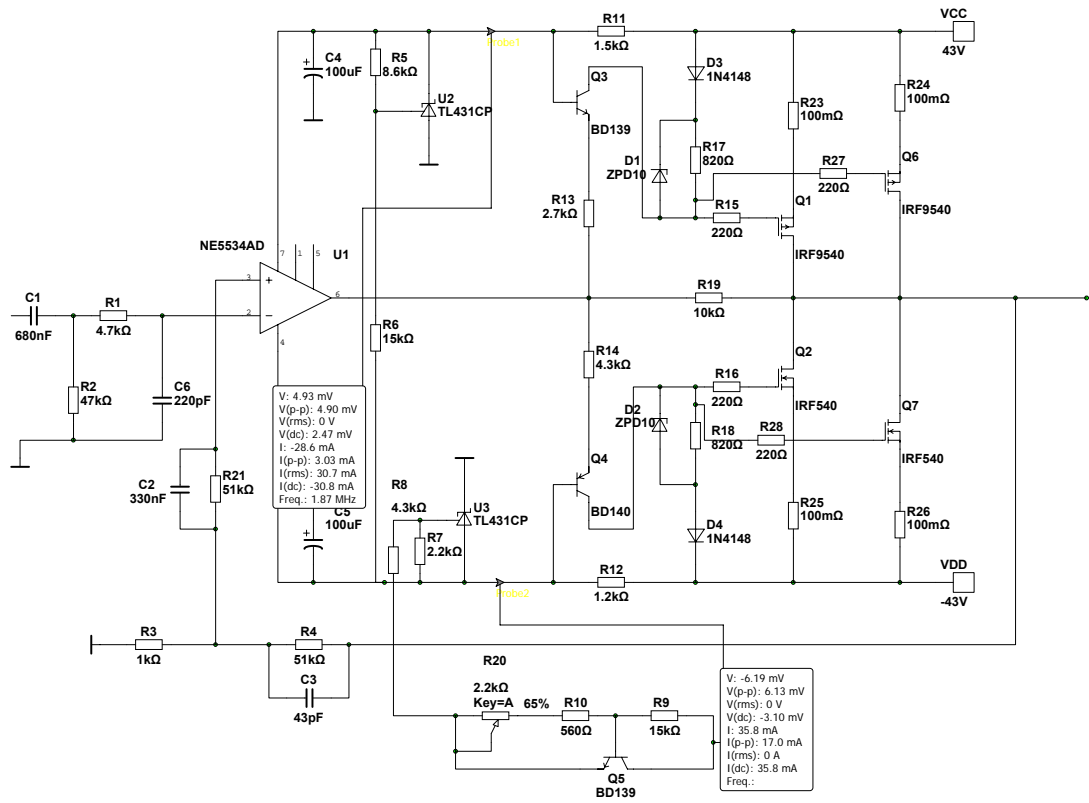 R11
1.5kΩ
VCC
43V
C4
100uF
R5
8.6kΩ
U2
TL431CP
Probe1
Q3
BD139
D3
1N4148
R23
100mΩ
R24
100mΩ
R17
820Ω
D1
ZPD10
R27
220Ω
Q6
IRF9540
R13
2.7kΩ
R15
220Ω
Q1
IRF9540
NE5534AD
U1
7
1
5
3
2
6
4
C1
680nF
R1
4.7kΩ
R2
47kΩ
C6
220pF
R6
15kΩ
R19
10kΩ
R14
4.3kΩ
R16
220Ω
Q2
IRF540
D2
ZPD10
R18
820Ω
R28
220Ω
Q7
IRF540
V: 4.93 mV
V(p-p): 4.90 mV
V(rms): 0 V
V(dc): 2.47 mV
I: -28.6 mA
I(p-p): 3.03 mA
I(rms): 30.7 mA
I(dc): -30.8 mA
Freq.: 1.87 MHz
C2
330nF
R21
51kΩ
C5
100uF
R8
4.3kΩ
R7
2.2kΩ
U3
TL431CP
Q4
BD140
D4
1N4148
R25
100mΩ
R26
100mΩ
Probe2
R12
1.2kΩ
VDD
-43V
R3
1kΩ
R4
51kΩ
C3
43pF
R20
2.2kΩ
Key=A
65%
R10
560Ω
R9
15kΩ
Q5
BD139
V: -6.19 mV
V(p-p): 6.13 mV
V(rms): 0 V
V(dc): -3.10 mV
I: 35.8 mA
I(p-p): 17.0 mA
I(rms): 0 A
I(dc): 35.8 mA
Freq.: